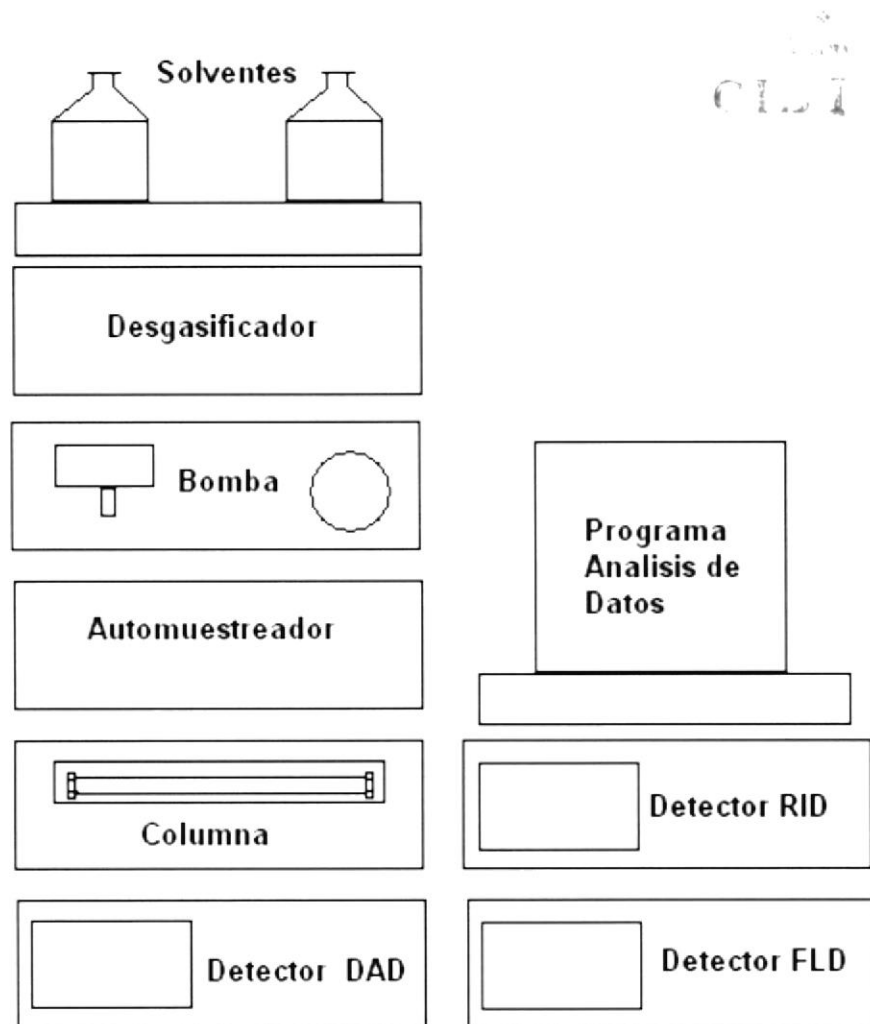 Solventes
Desgasificador
Bomba
Automuestreador
Columna
Detector DAD
Programa
Analisis de
Datos
Detector RID
Detector FLD